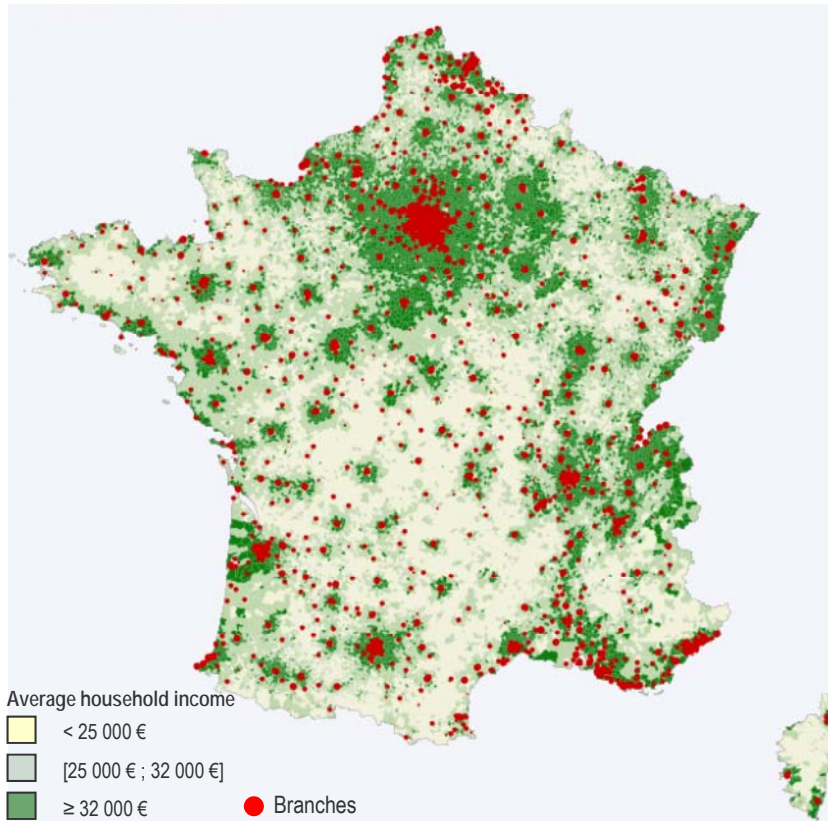 Average household income
< 25 000 €
[25 000 € ; 32 000 €]
≥ 32 000 €
Branches